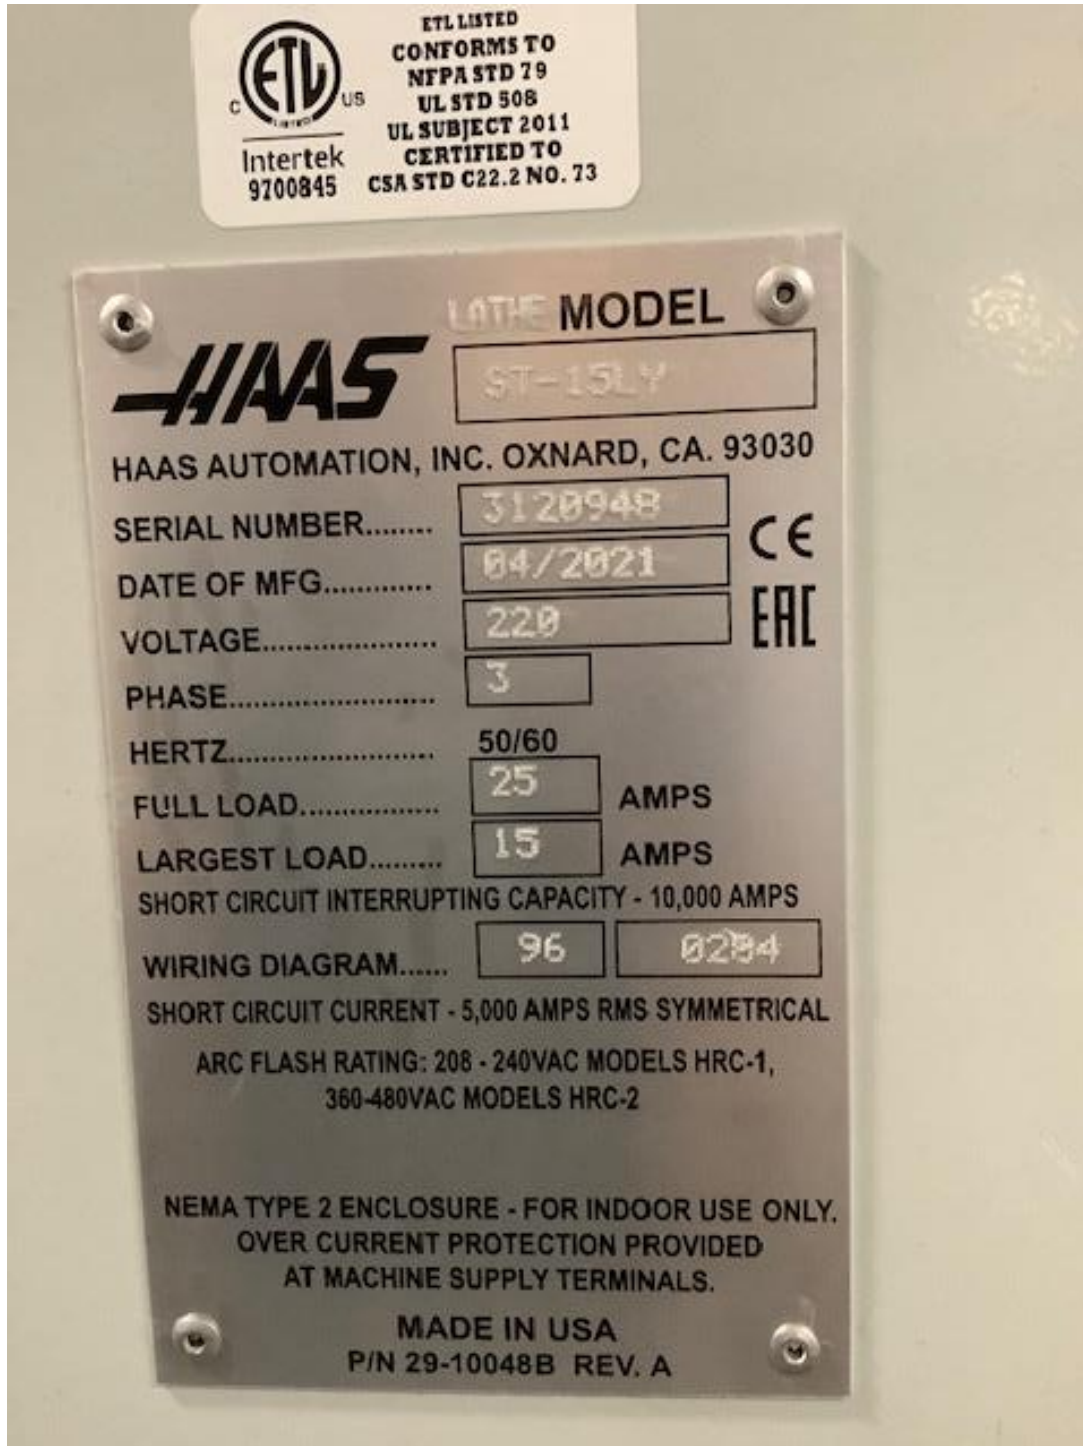 ETL LISTED
CONFORMS TO
NFPA STD 79
UL STD 508
UL SUBJECT 2011
CERTIFIED TO
CSA STD C22.2 NO. 73
C ETL US
Intertek
9700845
LATHE MODEL
HAAS
ST-15LY
HAAS AUTOMATION, INC. OXNARD, CA. 93030
SERIAL NUMBER........ 3120948
CE
DATE OF MFG............. 04/2021
EAC
VOLTAGE..................... 220
PHASE......................... 3
HERTZ......................... 50/60
FULL LOAD................. 25 AMPS
LARGEST LOAD......... 15 AMPS
SHORT CIRCUIT INTERRUPTING CAPACITY - 10,000 AMPS
WIRING DIAGRAM...... 96
SHORT CIRCUIT CURRENT - 5,000 AMPS RMS SYMMETRICAL
ARC FLASH RATING: 208 - 240VAC MODELS HRC-1,
360-480VAC MODELS HRC-2
NEMA TYPE 2 ENCLOSURE - FOR INDOOR USE ONLY.
OVER CURRENT PROTECTION PROVIDED
AT MACHINE SUPPLY TERMINALS.
MADE IN USA
P/N 29-10048B REV. A